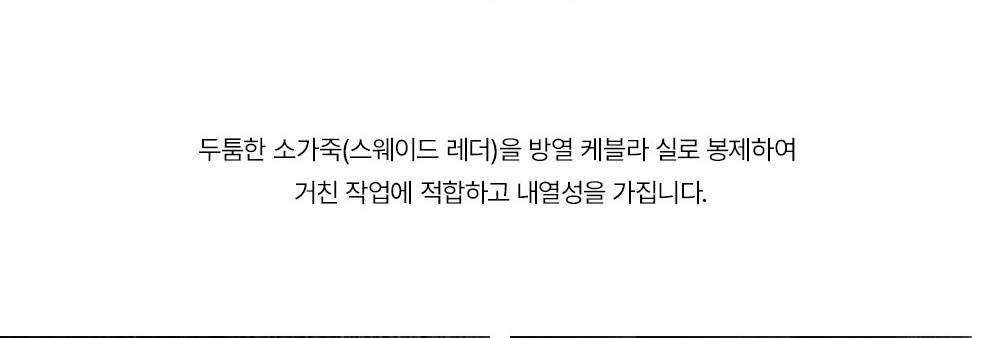 두툼한 소가죽(스웨이드 레더)을 방열 케블라 실로 봉제하여
거친 작업에 적합하고 내열성을 가집니다.